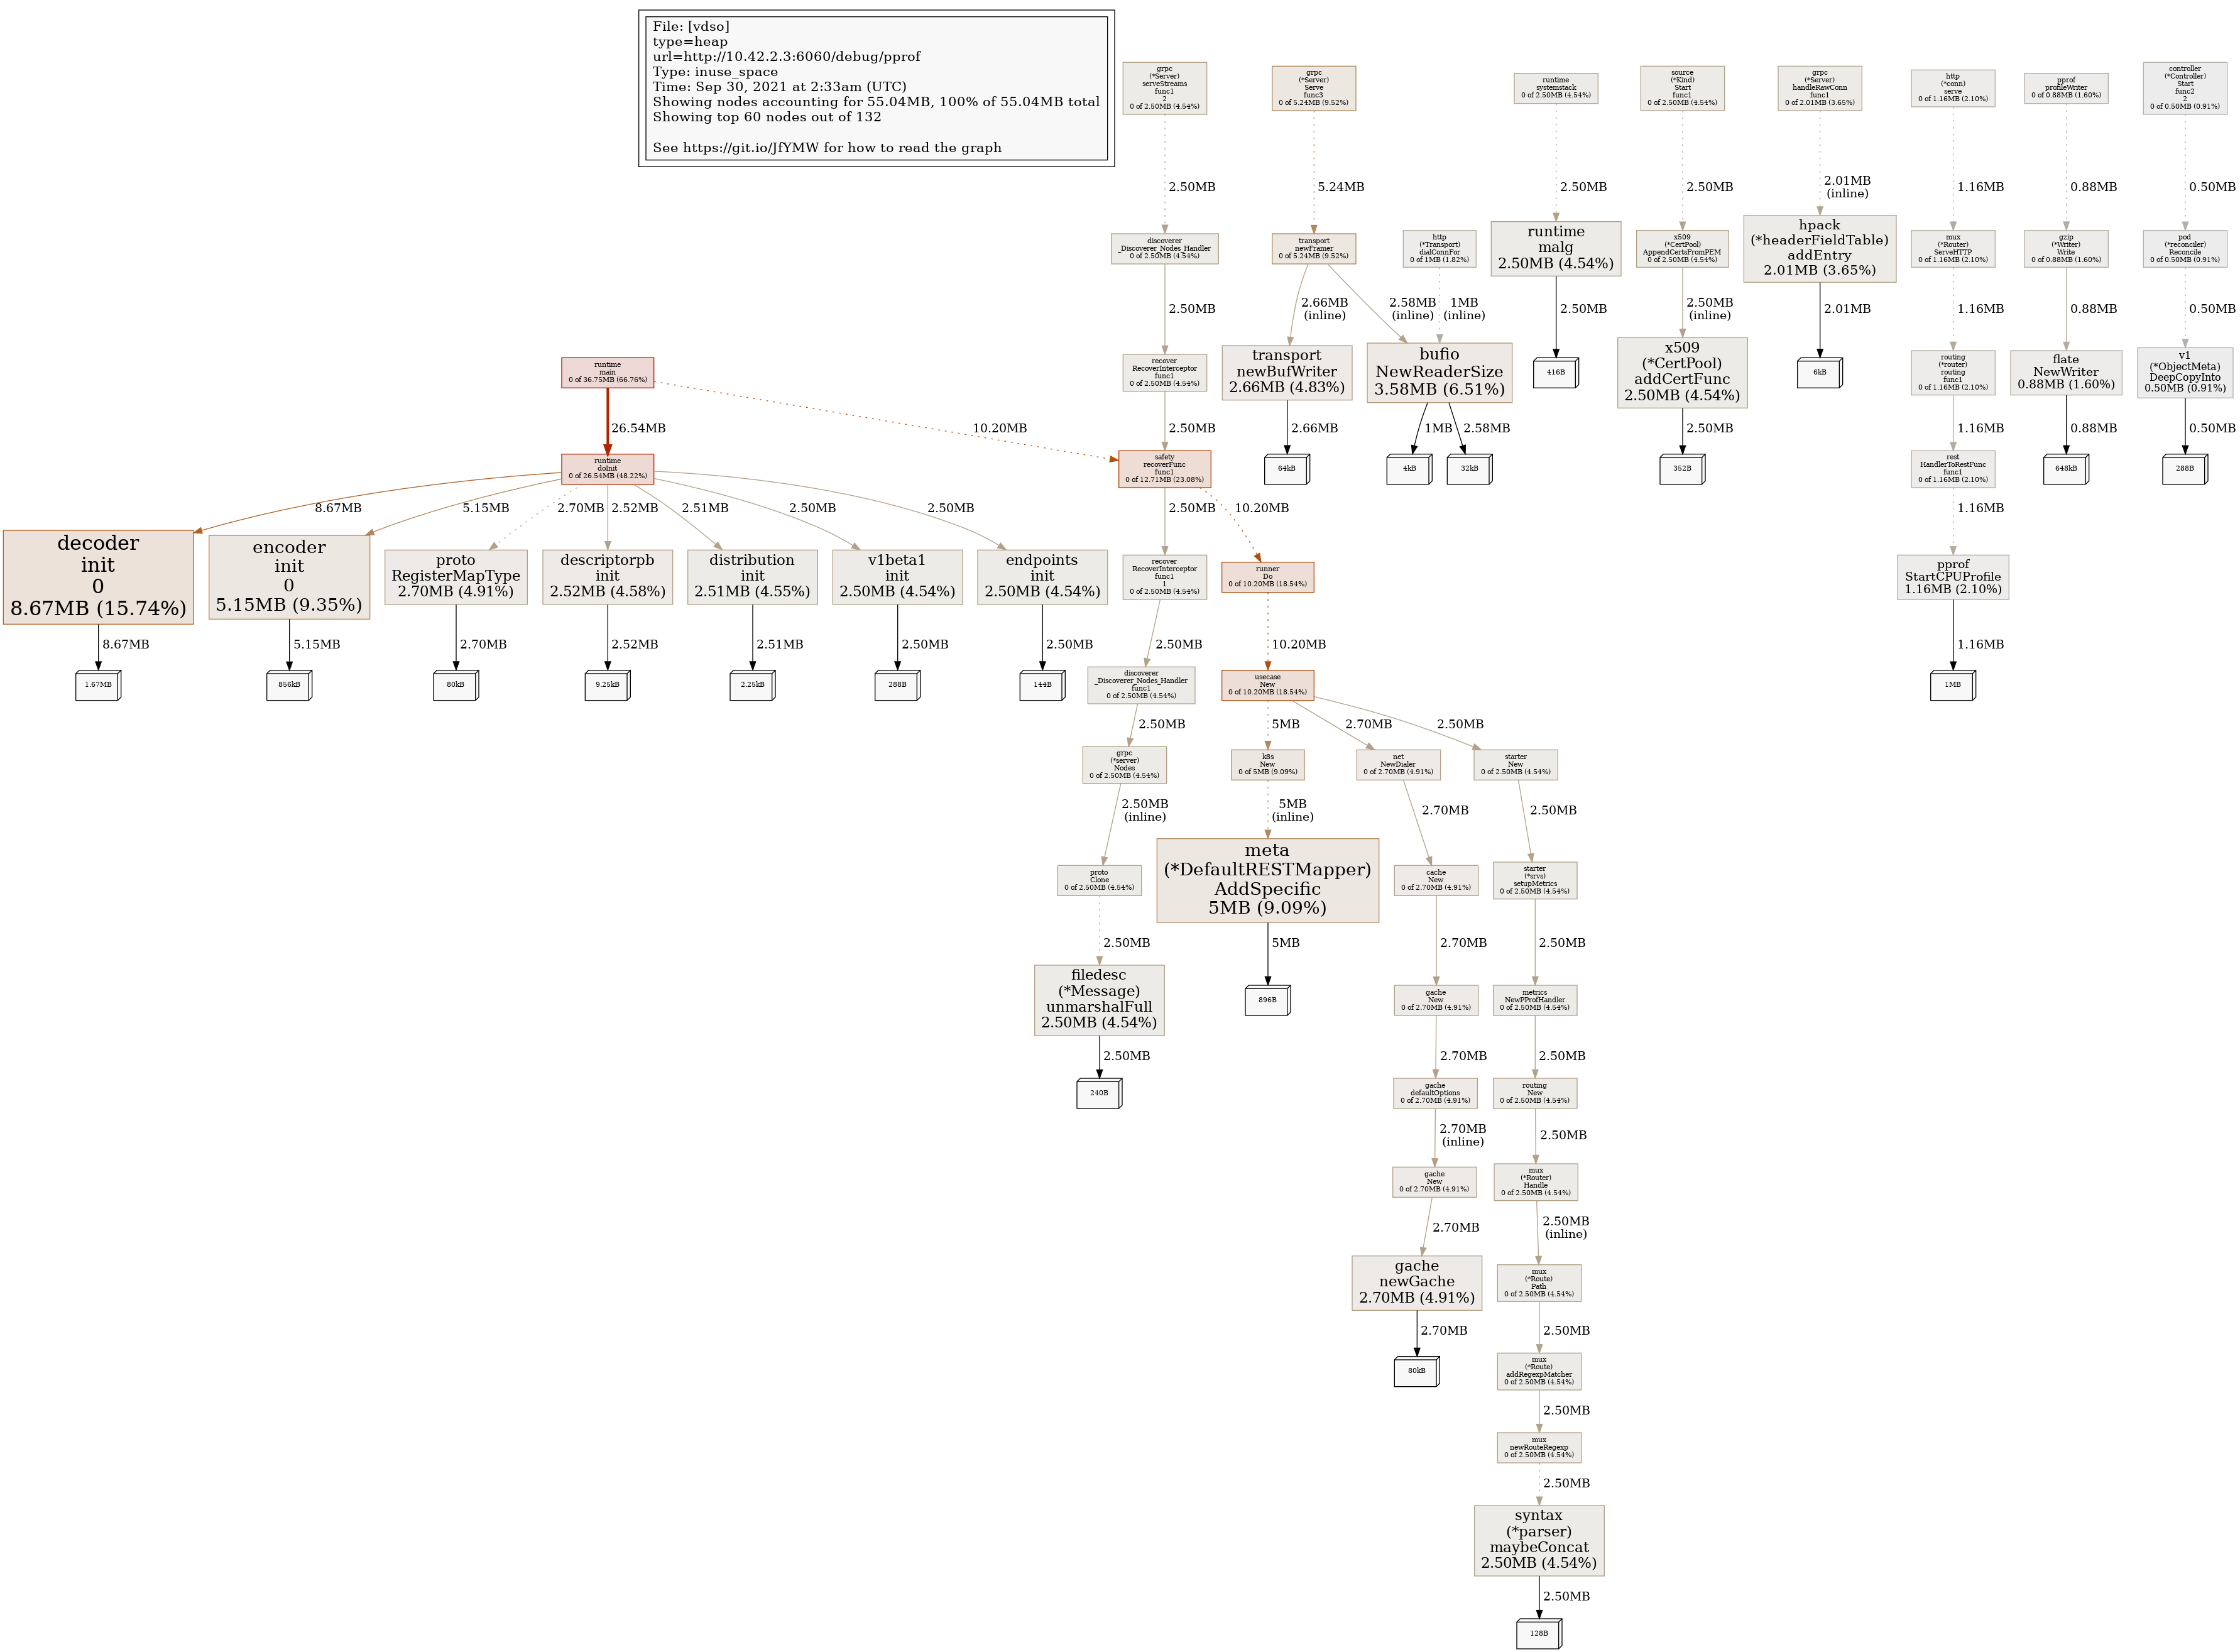 File: [vdso]
type=heap
url=http://10.42.2.3:6060/debug/pprof
Type: inuse_space
Time: Sep 30, 2021 at 2:33am (UTC)
Showing nodes accounting for 55.04MB, 100% of 55.04MB total
Showing top 60 nodes out of 132
See https://git.io/JfYMW for how to read the graph
grpc
(*Server)
serveStreams
func1
2
0 of 2.50MB (4.54%)
grpc
(*Server)
Serve
func3
0 of 5.24MB (9.52%)
runtime
systemstack
0 of 2.50MB (4.54%)
source
(*Kind)
Start
func1
0 of 2.50MB (4.54%)
grpc
(*Server)
handleRawConn
func1
0 of 2.01MB (3.65%)
http
(*conn)
serve
0 of 1.16MB (2.10%)
pprof
profileWriter
0 of 0.88MB (1.60%)
controller
(*Controller)
Start
func2
2
0 of 0.50MB (0.91%)
2.50MB
5.24MB
2.50MB
2.50MB
2.01MB
(inline)
1.16MB
0.88MB
0.50MB
discoverer
_Discoverer_Nodes_Handler
0 of 2.50MB (4.54%)
transport
newFramer
0 of 5.24MB (9.52%)
http
(*Transport)
dialConnFor
0 of 1MB (1.82%)
runtime
malg
2.50MB (4.54%)
x509
(*CertPool)
AppendCertsFromPEM
0 of 2.50MB (4.54%)
hpack
(*headerFieldTable)
addEntry
2.01MB (3.65%)
mux
(*Router)
ServeHTTP
0 of 1.16MB (2.10%)
gzip
(*Writer)
Write
0 of 0.88MB (1.60%)
pod
(*reconciler)
Reconcile
0 of 0.50MB (0.91%)
2.50MB
2.66MB
(inline)
2.58MB
(inline)
1MB
(inline)
2.50MB
2.50MB
(inline)
2.01MB
1.16MB
0.88MB
0.50MB
runtime
main
0 of 36.75MB (66.76%)
recover
RecoverInterceptor
func1
0 of 2.50MB (4.54%)
transport
newBufWriter
2.66MB (4.83%)
bufio
NewReaderSize
3.58MB (6.51%)
416B
x509
(*CertPool)
addCertFunc
2.50MB (4.54%)
6kB
routing
(*router)
routing
func1
0 of 1.16MB (2.10%)
flate
NewWriter
0.88MB (1.60%)
v1
(*ObjectMeta)
DeepCopyInto
0.50MB (0.91%)
26.54MB
10.20MB
2.50MB
2.66MB
1MB
2.58MB
2.50MB
1.16MB
0.88MB
0.50MB
runtime
doInit
0 of 26.54MB (48.22%)
safety
recoverFunc
func1
0 of 12.71MB (23.08%)
64kB
4kB
32kB
352B
rest
HandlerToRestFunc
func1
0 of 1.16MB (2.10%)
648kB
288B
8.67MB
5.15MB
2.70MB
2.52MB
2.51MB
2.50MB
2.50MB
2.50MB
10.20MB
1.16MB
decoder
init
0
8.67MB (15.74%)
encoder
init
0
5.15MB (9.35%)
proto
RegisterMapType
2.70MB (4.91%)
descriptorpb
init
2.52MB (4.58%)
distribution
init
2.51MB (4.55%)
v1beta1
init
2.50MB (4.54%)
endpoints
init
2.50MB (4.54%)
recover
RecoverInterceptor
func1
1
0 of 2.50MB (4.54%)
runner
Do
0 of 10.20MB (18.54%)
pprof
StartCPUProfile
1.16MB (2.10%)
8.67MB
5.15MB
2.70MB
2.52MB
2.51MB
2.50MB
2.50MB
2.50MB
10.20MB
1.16MB
1.67MB
856kB
80kB
9.25kB
2.25kB
288B
144B
discoverer
_Discoverer_Nodes_Handler
func1
0 of 2.50MB (4.54%)
usecase
New
0 of 10.20MB (18.54%)
1MB
2.50MB
5MB
2.70MB
2.50MB
grpc
(*server)
Nodes
0 of 2.50MB (4.54%)
k8s
New
0 of 5MB (9.09%)
net
NewDialer
0 of 2.70MB (4.91%)
starter
New
0 of 2.50MB (4.54%)
2.50MB
(inline)
5MB
(inline)
2.70MB
2.50MB
proto
Clone
0 of 2.50MB (4.54%)
meta
(*DefaultRESTMapper)
AddSpecific
5MB (9.09%)
cache
New
0 of 2.70MB (4.91%)
starter
(*srvs)
setupMetrics
0 of 2.50MB (4.54%)
2.50MB
5MB
2.70MB
2.50MB
filedesc
(*Message)
unmarshalFull
2.50MB (4.54%)
896B
gache
New
0 of 2.70MB (4.91%)
metrics
NewPProfHandler
0 of 2.50MB (4.54%)
2.50MB
2.70MB
2.50MB
240B
gache
defaultOptions
0 of 2.70MB (4.91%)
routing
New
0 of 2.50MB (4.54%)
2.70MB
(inline)
2.50MB
gache
New
0 of 2.70MB (4.91%)
mux
(*Router)
Handle
0 of 2.50MB (4.54%)
2.70MB
2.50MB
(inline)
gache
newGache
2.70MB (4.91%)
mux
(*Route)
Path
0 of 2.50MB (4.54%)
2.70MB
2.50MB
80kB
mux
(*Route)
addRegexpMatcher
0 of 2.50MB (4.54%)
2.50MB
mux
newRouteRegexp
0 of 2.50MB (4.54%)
2.50MB
syntax
(*parser)
maybeConcat
2.50MB (4.54%)
2.50MB
128B